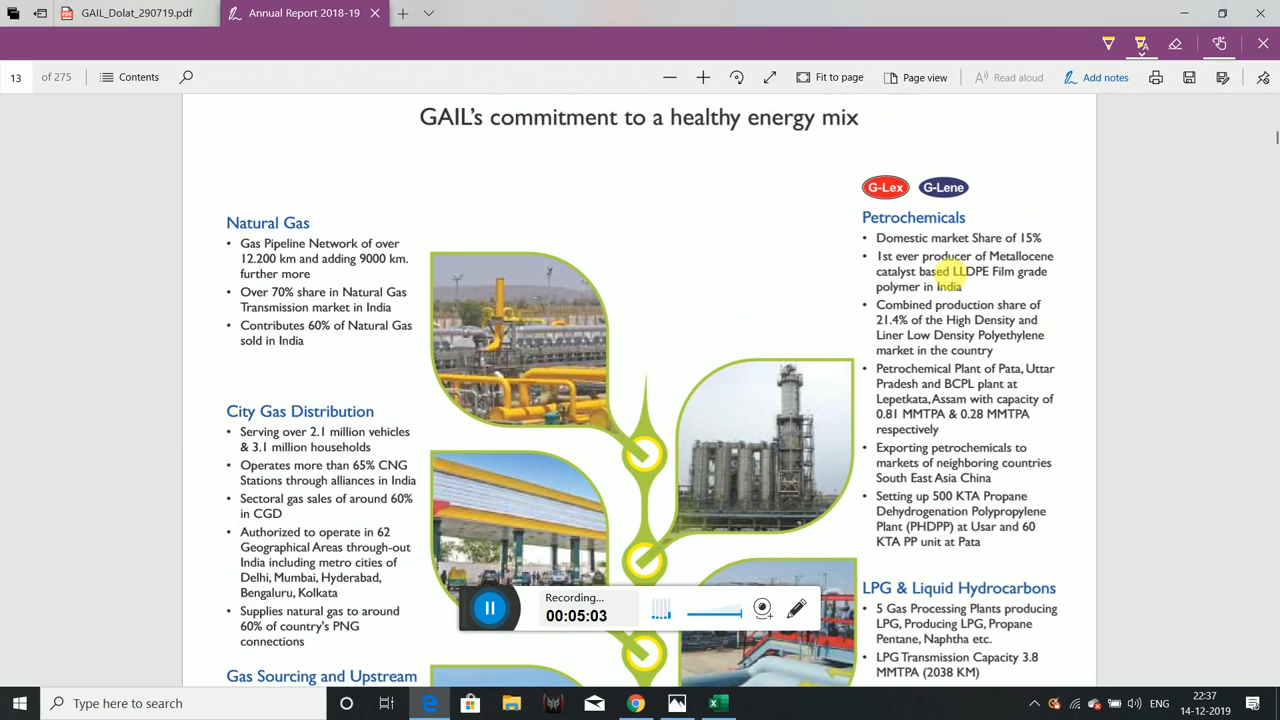 GAIL_Dolat_290719.pdf
Annual Report 2018-19
13 of 275
Contents
Fit to page
Page view
Read aloud
Add notes
GAIL's commitment to a healthy energy mix
Natural Gas
• Gas Pipeline Network of over
12.200 km and adding 9000 km.
further more
• Over 70% share in Natural Gas
Transmission market in India
• Contributes 60% of Natural Gas
sold in India
City Gas Distribution
• Serving over 2.1 million vehicles
& 3.1 million households
• Operates more than 65% CNG
Stations through alliances in India
• Sectoral gas sales of around 60%
in CGD
• Authorized to operate in 62
Geographical Areas through-out
India including metro cities of
Delhi, Mumbai, Hyderabad,
Bengaluru, Kolkata
• Supplies natural gas to around
60% of country's PNG
connections
Gas Sourcing and Upstream
G-Lex G-Lene
Petrochemicals
• Domestic market Share of 15%
• 1st ever producer of Metallocene
catalyst based LLDPE Film grade
polymer in India
• Combined production share of
21.4% of the High Density and
Liner Low Density Polyethylene
market in the country
• Petrochemical Plant of Pata, Uttar
Pradesh and BCPL plant at
Lepetkata, Assam with capacity of
0.81 MMTPA & 0.28 MMTPA
respectively
• Exporting petrochemicals to
markets of neighboring countries
South East Asia China
• Setting up 500 KTA Propane
Dehydrogenation Polypropylene
Plant (PHDPP) at Usar and 60
KTA PP unit at Pata
LPG & Liquid Hydrocarbons
• 5 Gas Processing Plants producing
LPG, Producing LPG, Propane
Pentane, Naphtha etc.
• LPG Transmission Capacity 3.8
MMTPA (2038 KM)
Recording...
00:05:03
Type here to search
ENG
22:37
14-12-2019